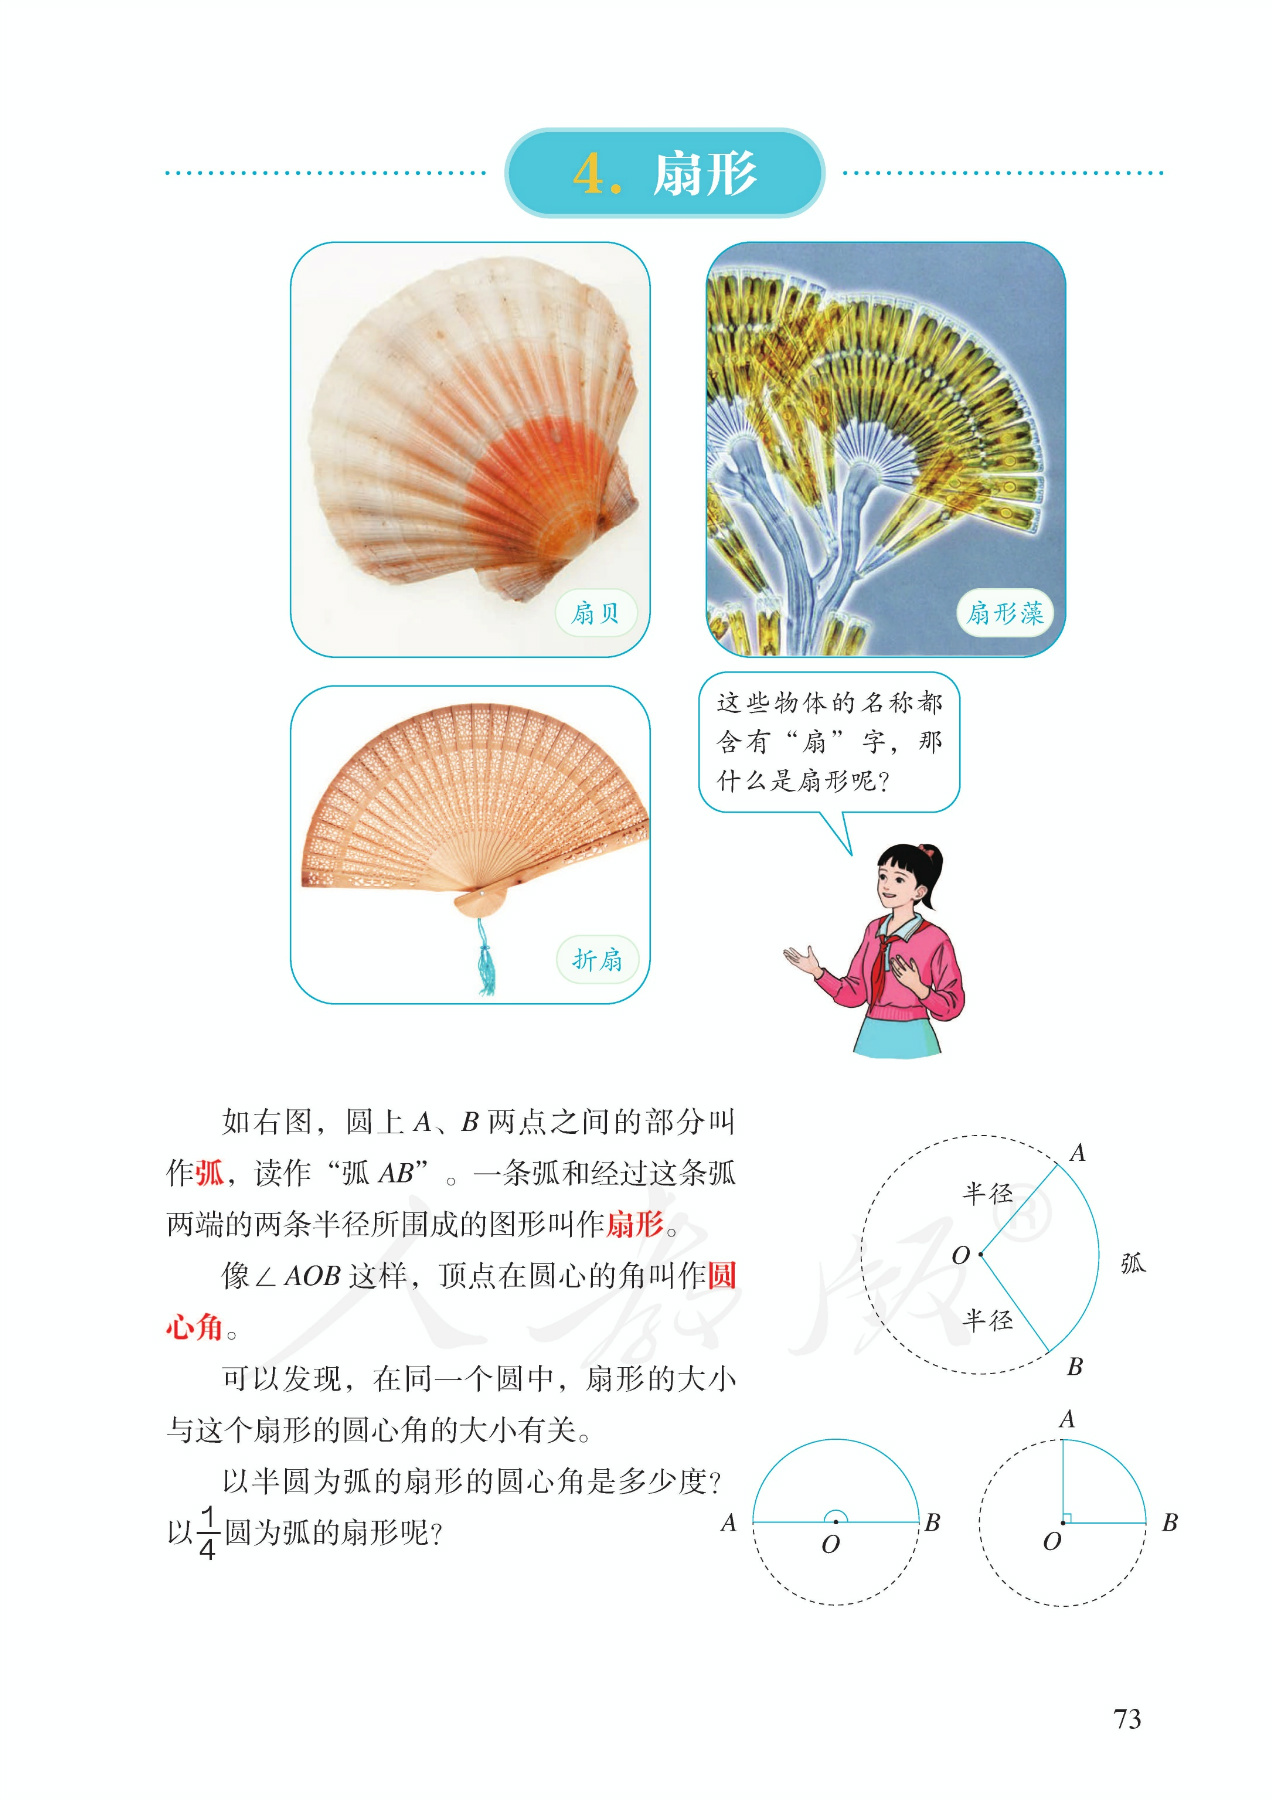 4. 扇形
扇贝
扇形藻
这些物体的名称都
含有“扇”字，那
什么是扇形呢？
折扇
如右图，圆上 A、B 两点之间的部分叫
作弧，读作“弧 AB”。一条弧和经过这条弧
两端的两条半径所围成的图形叫作扇形。
像∠AOB 这样，顶点在圆心的角叫作圆
心角。
可以发现，在同一个圆中，扇形的大小
与这个扇形的圆心角的大小有关。
以半圆为弧的扇形的圆心角是多少度？
以1/4圆为弧的扇形呢？
A
半径
O
弧
半径
B
A
O
B
A
O
B
人教版®
73